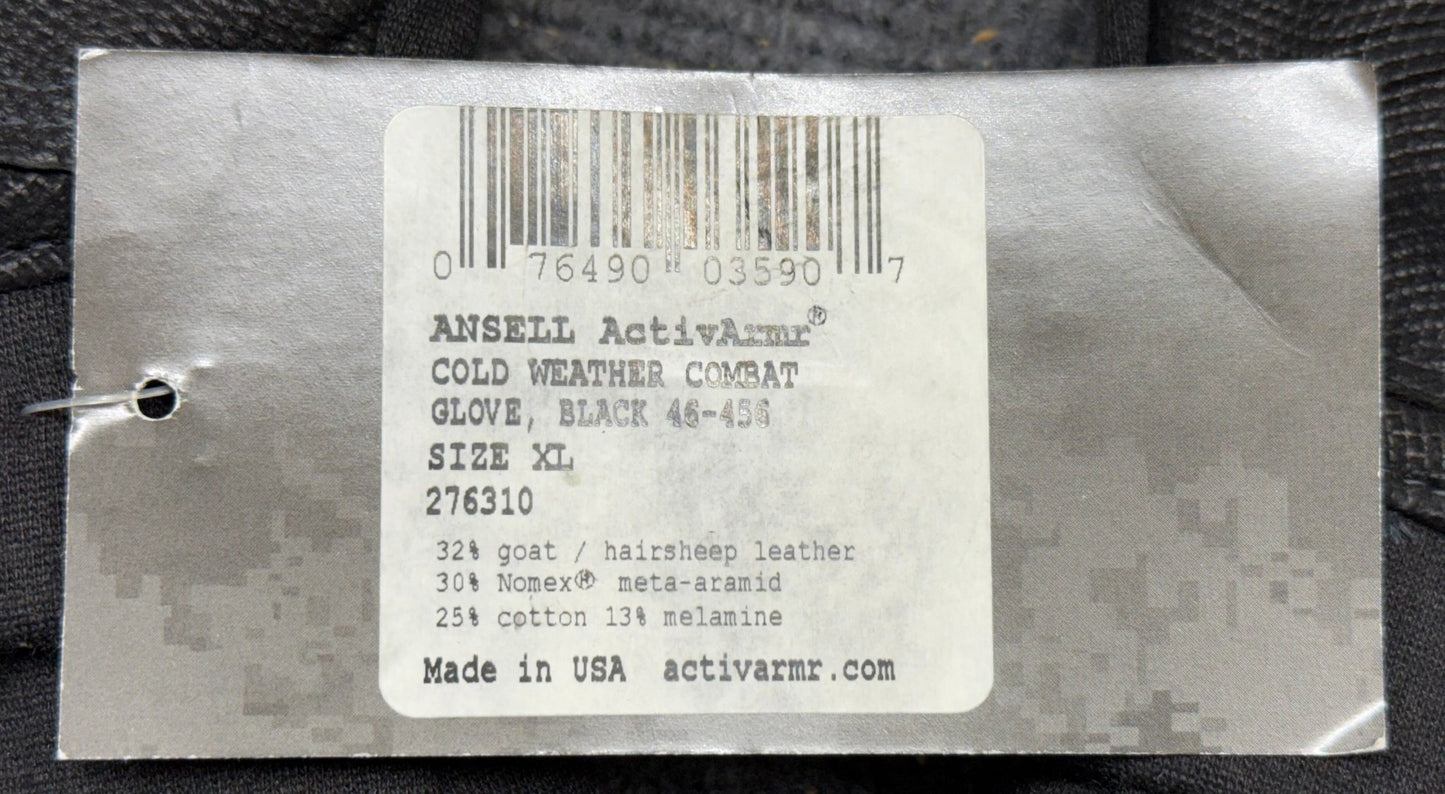 0 76490 03590 7
ANSELL ActivArmr®
COLD WEATHER COMBAT
GLOVE, BLACK 46-456
SIZE XL
276310
32% goat / hairsheep leather
30% Nomex® meta-aramid
25% cotton 13% melamine
Made in USA activarmr.com